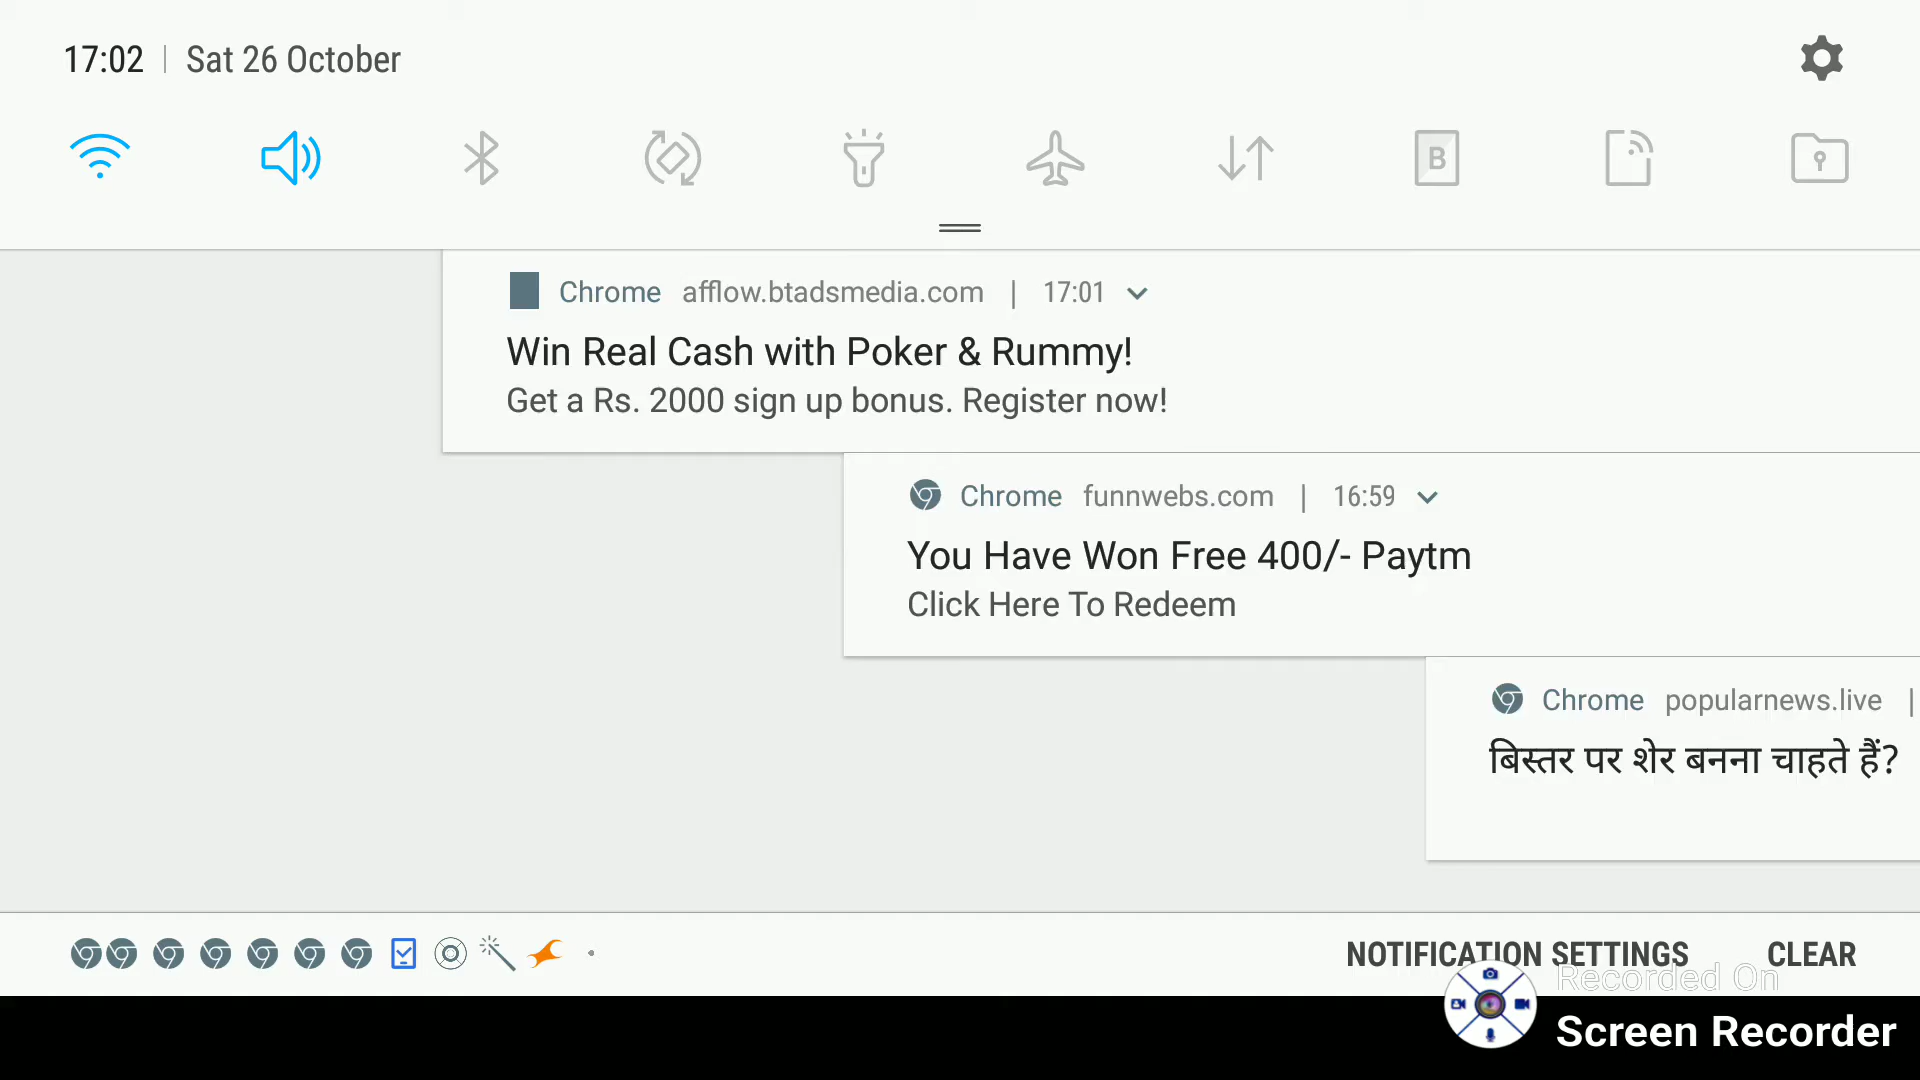 17:02 | Sat 26 October
B
Chrome afflow.btadsmedia.com | 17:01
Win Real Cash with Poker & Rummy!
Get a Rs. 2000 sign up bonus. Register now!
Chrome funnwebs.com | 16:59
You Have Won Free 400/- Paytm
Click Here To Redeem
Chrome popularnews.live |
बिस्तर पर शेर बनना चाहते हैं?
NOTIFICATION SETTINGS CLEAR
Recorded On
Screen Recorder